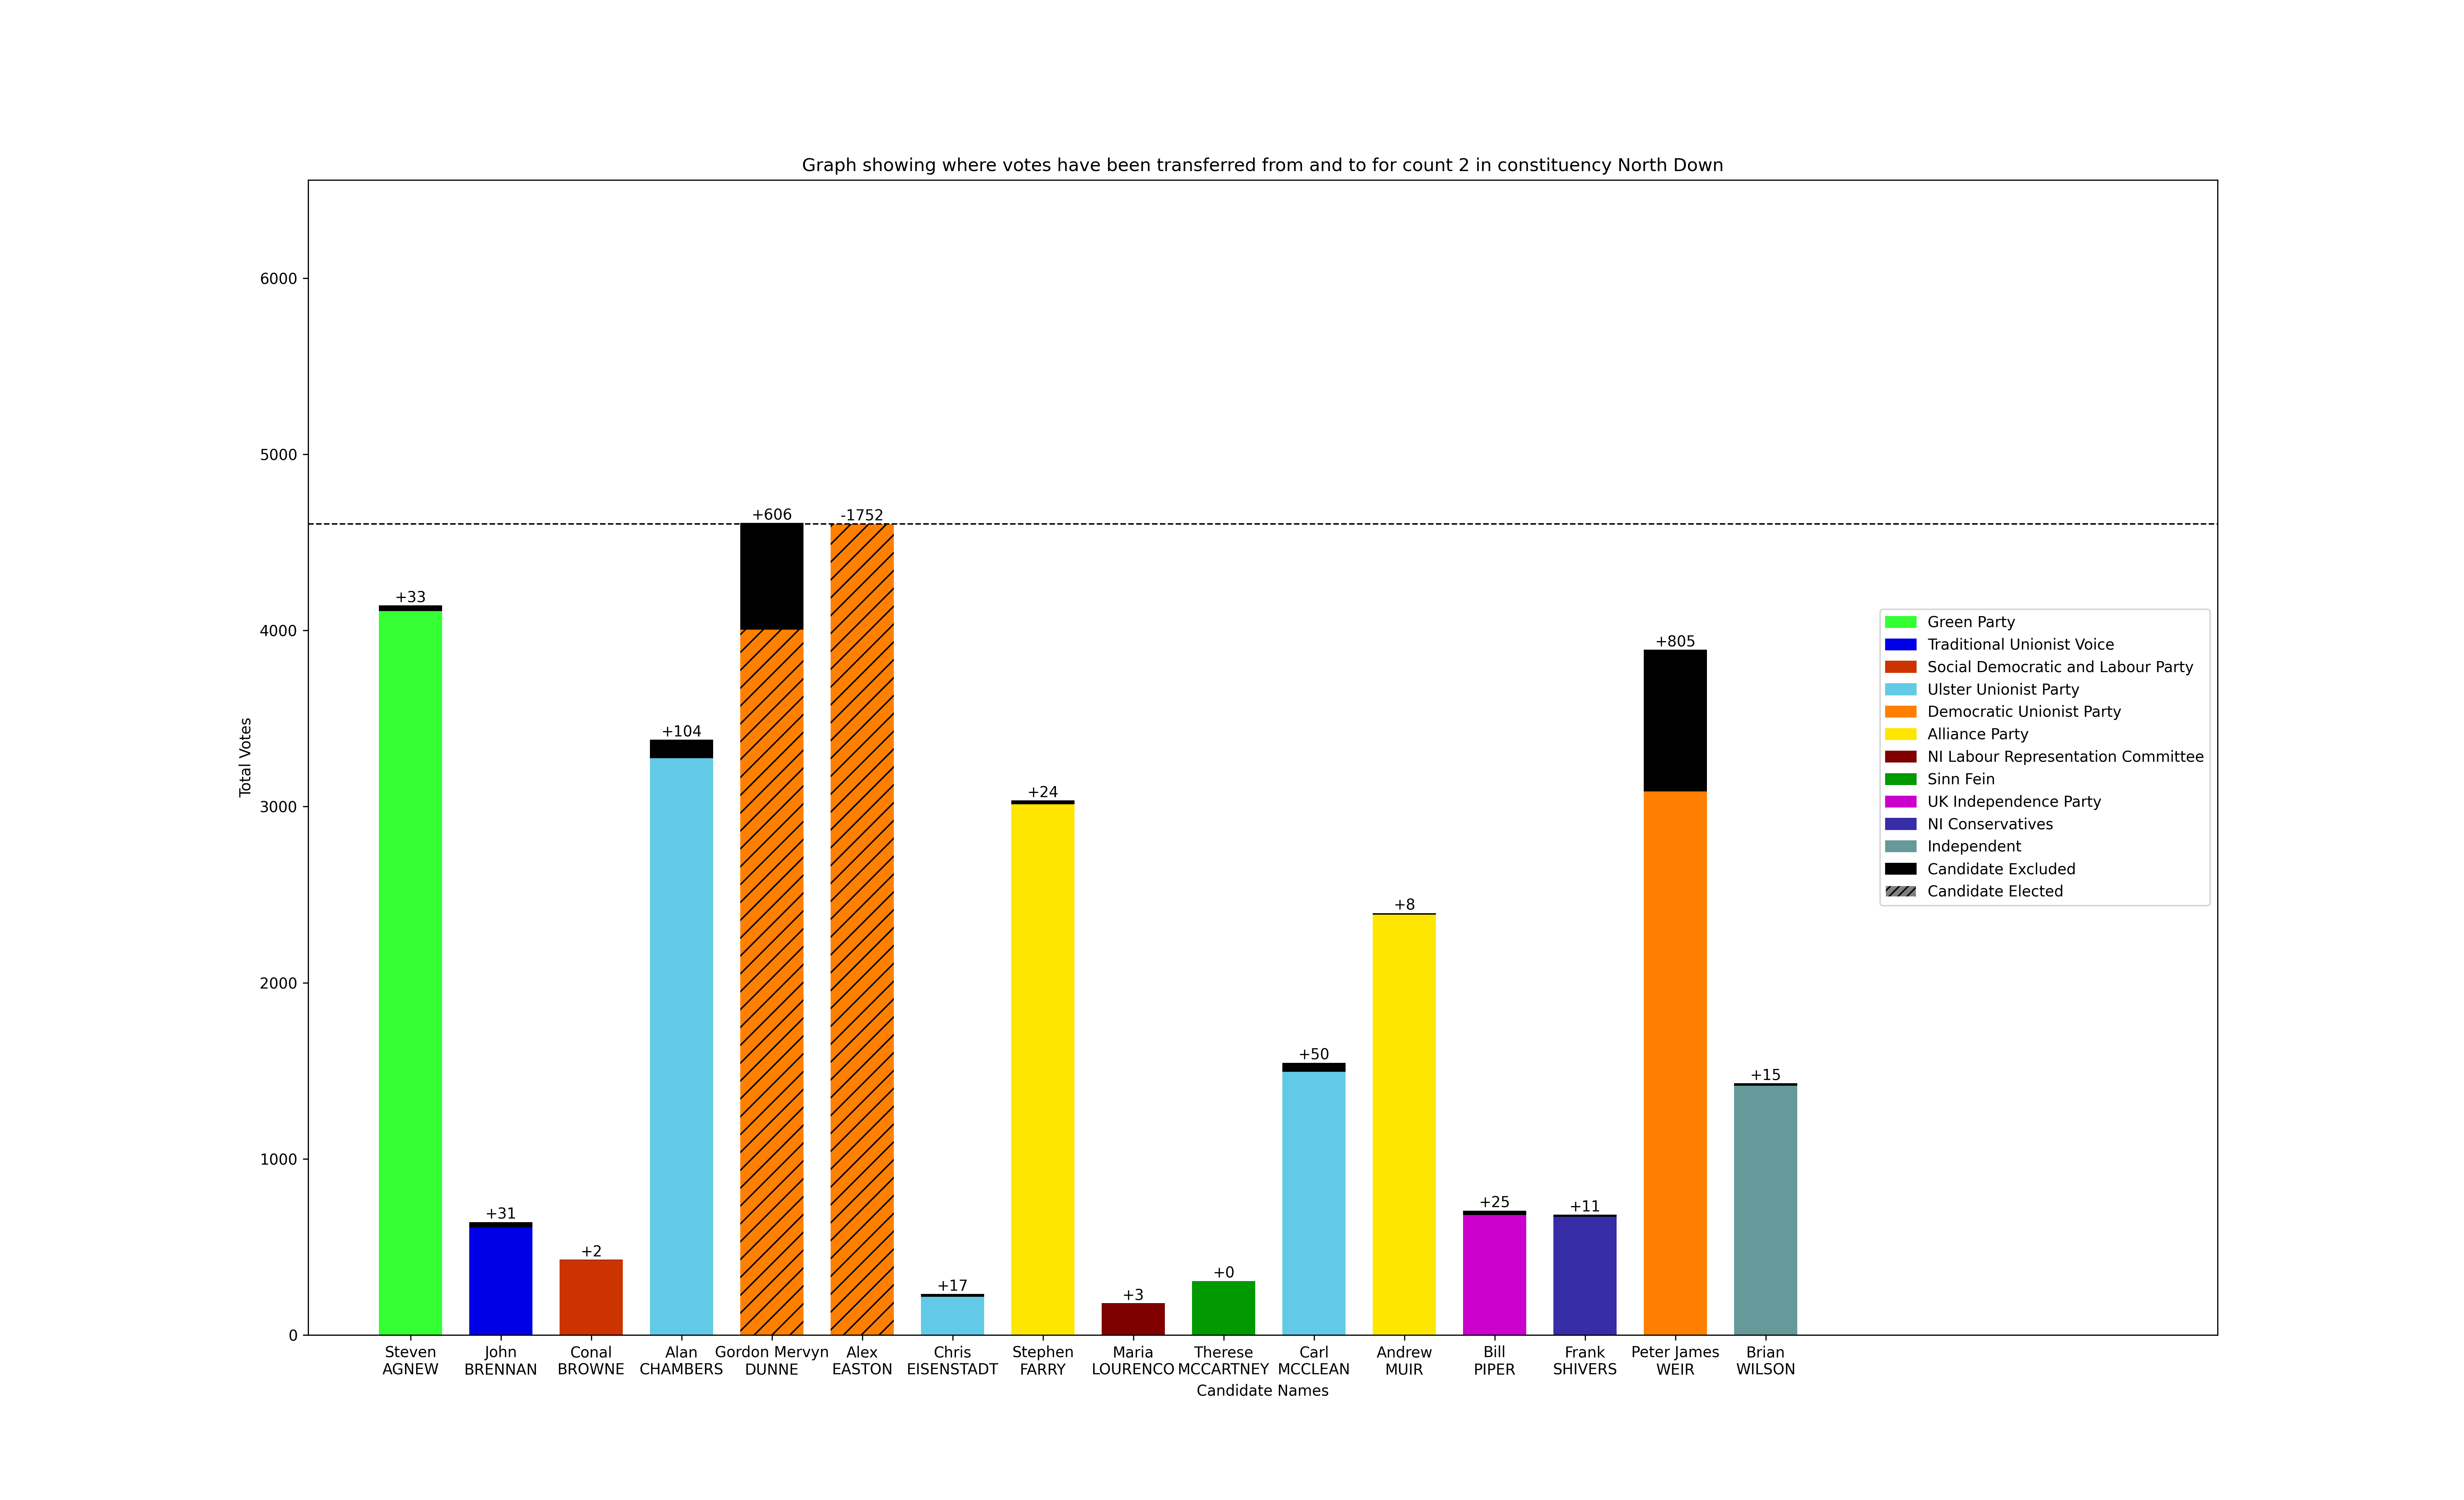 Graph showing where votes have been transferred from and to for count 2 in constituency North Down
Total Votes
6000
5000
4000
3000
2000
1000
0
+33
+31
+2
+104
+606
-1752
+17
+24
+3
+0
+50
+8
+25
+11
+805
+15
Green Party
Traditional Unionist Voice
Social Democratic and Labour Party
Ulster Unionist Party
Democratic Unionist Party
Alliance Party
NI Labour Representation Committee
Sinn Fein
UK Independence Party
NI Conservatives
Independent
Candidate Excluded
Candidate Elected
Steven
AGNEW
John
BRENNAN
Conal
BROWNE
Alan
CHAMBERS
Gordon Mervyn
DUNNE
Alex
EASTON
Chris
EISENSTADT
Stephen
FARRY
Maria
LOURENCO
Therese
MCCARTNEY
Carl
MCCLEAN
Andrew
MUIR
Bill
PIPER
Frank
SHIVERS
Peter James
WEIR
Brian
WILSON
Candidate Names